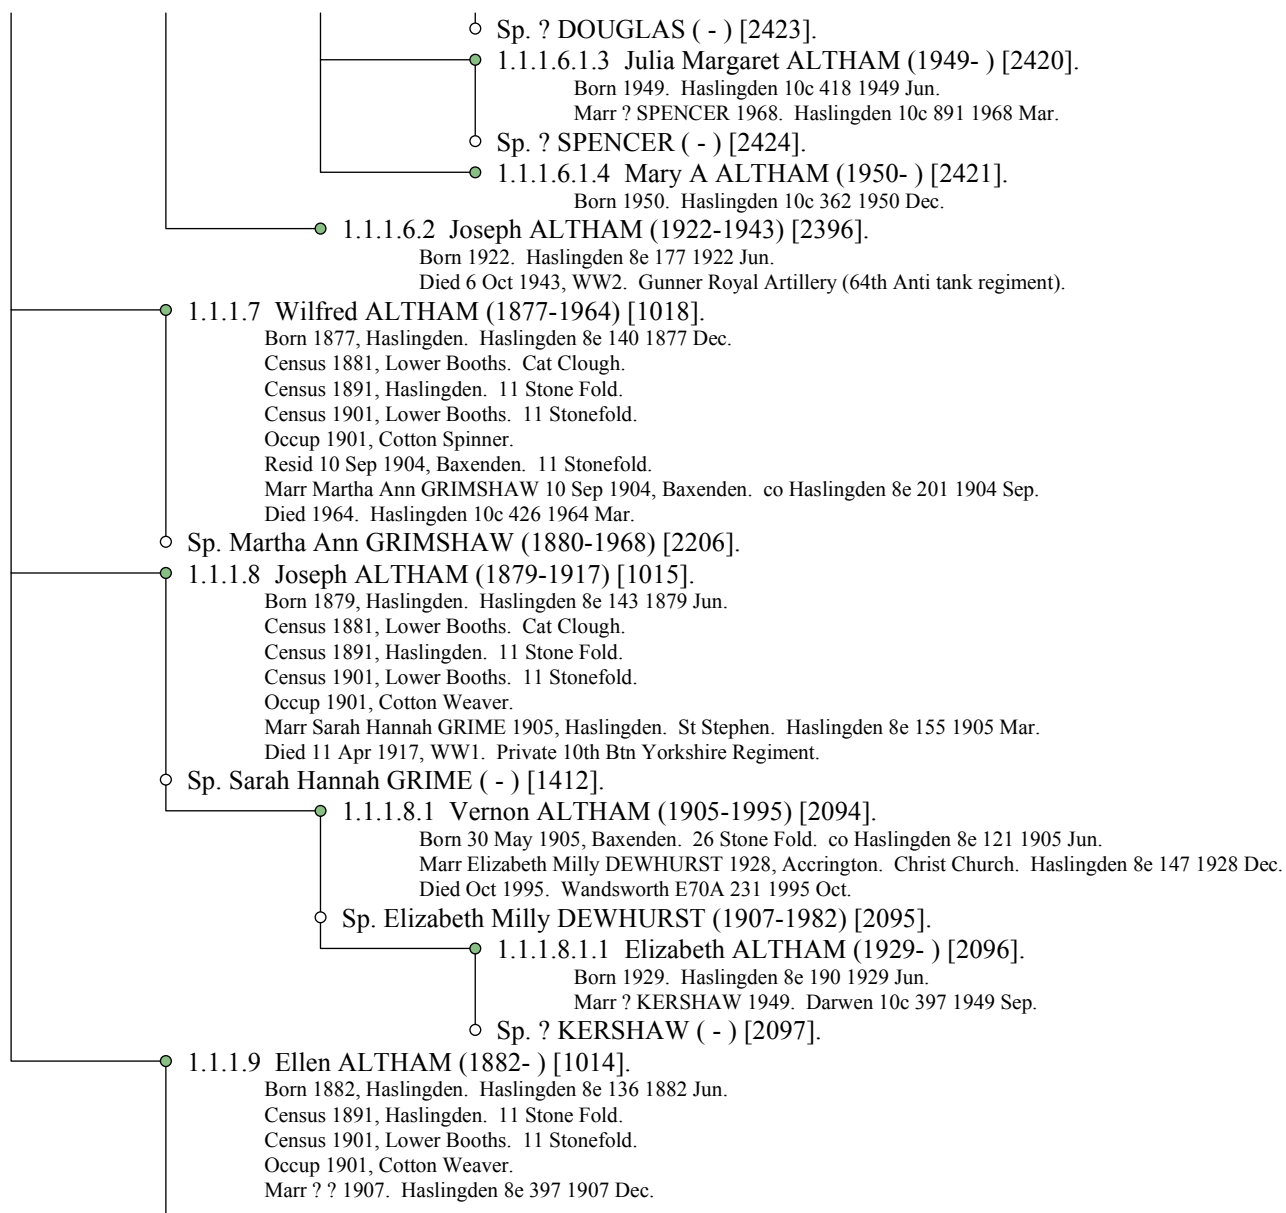 Sp. ? DOUGLAS ( - ) [2423].
1.1.1.6.1.3 Julia Margaret ALTHAM (1949- ) [2420].
Born 1949. Haslingden 10c 418 1949 Jun.
Marr ? SPENCER 1968. Haslingden 10c 891 1968 Mar.
Sp. ? SPENCER ( - ) [2424].
1.1.1.6.1.4 Mary A ALTHAM (1950- ) [2421].
Born 1950. Haslingden 10c 362 1950 Dec.
1.1.1.6.2 Joseph ALTHAM (1922-1943) [2396].
Born 1922. Haslingden 8e 177 1922 Jun.
Died 6 Oct 1943, WW2. Gunner Royal Artillery (64th Anti tank regiment).
1.1.1.7 Wilfred ALTHAM (1877-1964) [1018].
Born 1877, Haslingden. Haslingden 8e 140 1877 Dec.
Census 1881, Lower Booths. Cat Clough.
Census 1891, Haslingden. 11 Stone Fold.
Census 1901, Lower Booths. 11 Stonefold.
Occup 1901, Cotton Spinner.
Resid 10 Sep 1904, Baxenden. 11 Stonefold.
Marr Martha Ann GRIMSHAW 10 Sep 1904, Baxenden. co Haslingden 8e 201 1904 Sep.
Died 1964. Haslingden 10c 426 1964 Mar.
Sp. Martha Ann GRIMSHAW (1880-1968) [2206].
1.1.1.8 Joseph ALTHAM (1879-1917) [1015].
Born 1879, Haslingden. Haslingden 8e 143 1879 Jun.
Census 1881, Lower Booths. Cat Clough.
Census 1891, Haslingden. 11 Stone Fold.
Census 1901, Lower Booths. 11 Stonefold.
Occup 1901, Cotton Weaver.
Marr Sarah Hannah GRIME 1905, Haslingden. St Stephen. Haslingden 8e 155 1905 Mar.
Died 11 Apr 1917, WW1. Private 10th Btn Yorkshire Regiment.
Sp. Sarah Hannah GRIME ( - ) [1412].
1.1.1.8.1 Vernon ALTHAM (1905-1995) [2094].
Born 30 May 1905, Baxenden. 26 Stone Fold. co Haslingden 8e 121 1905 Jun.
Marr Elizabeth Milly DEWHURST 1928, Accrington. Christ Church. Haslingden 8e 147 1928 Dec.
Died Oct 1995. Wandsworth E70A 231 1995 Oct.
Sp. Elizabeth Milly DEWHURST (1907-1982) [2095].
1.1.1.8.1.1 Elizabeth ALTHAM (1929- ) [2096].
Born 1929. Haslingden 8e 190 1929 Jun.
Marr ? KERSHAW 1949. Darwen 10c 397 1949 Sep.
Sp. ? KERSHAW ( - ) [2097].
1.1.1.9 Ellen ALTHAM (1882- ) [1014].
Born 1882, Haslingden. Haslingden 8e 136 1882 Jun.
Census 1891, Haslingden. 11 Stone Fold.
Census 1901, Lower Booths. 11 Stonefold.
Occup 1901, Cotton Weaver.
Marr ? ? 1907. Haslingden 8e 397 1907 Dec.